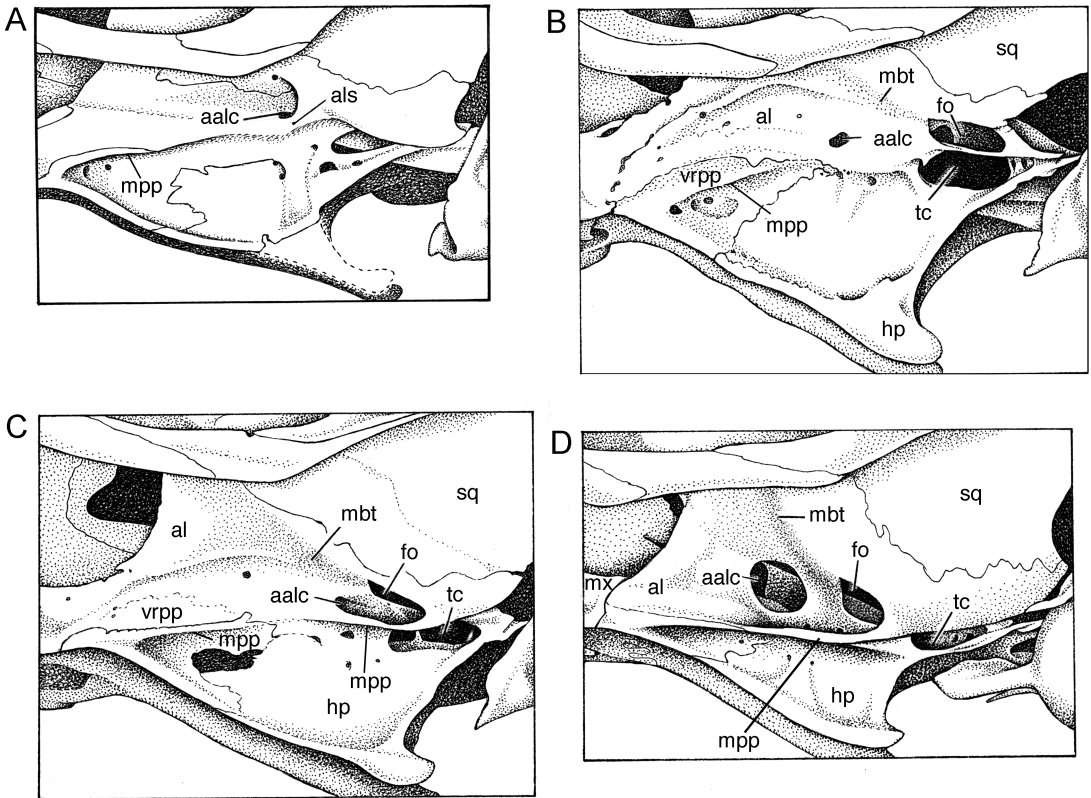 A
aalc
als
mpp
B
sq
mbt
fo
al
aalc
vrpp
tc
mpp
hp
C
sq
mbt
al
fo
aalc
tc
vrpp
mpp
mpp
hp
D
sq
mbt
fo
aalc
mx
al
tc
hp
mpp